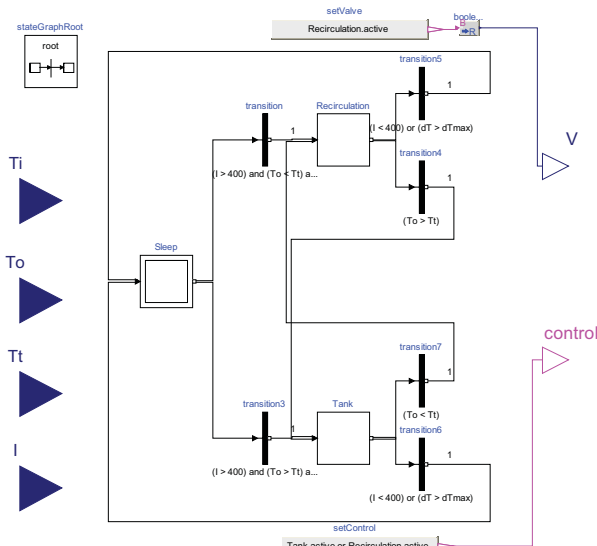 setValve
boole...
stateGraphRoot
Recirculation.active
B
R
root
transition5
1
transition
Recirculation
1
(I < 400) or (dT > dTmax)
V
transition4
Ti
1
(I > 400) and (To < Tt) a...
(To > Tt)
Sleep
To
control
Tt
transition7
1
transition3
Tank
(To < Tt)
1
transition6
I
1
(I > 400) and (To > Tt) a...
(I < 400) or (dT > dTmax)
setControl
Tank.active or Recirculation.active